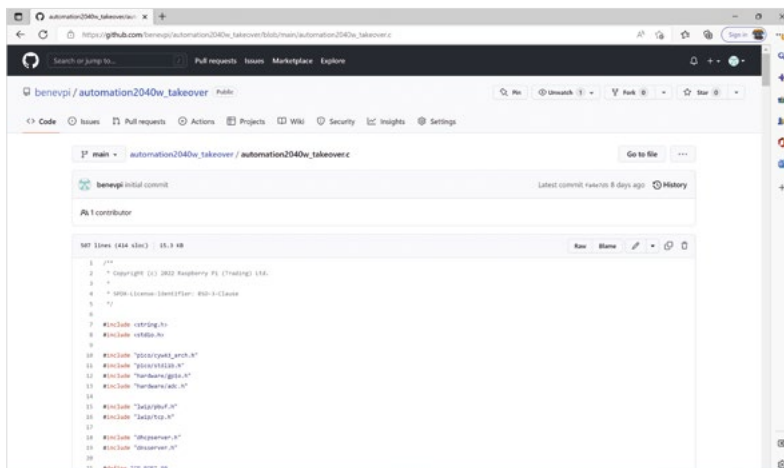 automation2040w_takeover/aut
https://github.com/benevpi/automation2040w_takeover/blob/main/automation2040w_takeover.c
Sign in
Search or jump to...
Pull requests Issues Marketplace Explore
benevpi / automation2040w_takeover Public
Pin Unwatch 1 Fork 0 Star 0
Code Issues Pull requests Actions Projects Wiki Security Insights Settings
main automation2040w_takeover / automation2040w_takeover.c
Go to file
benevpi initial commit
Latest commit 8 days ago History
1 contributor
507 lines (414 sloc) 15.3 KB
Raw Blame
1 /**
2 * Copyright (c) 2022 Raspberry Pi (Trading) Ltd.
3 *
4 * SPDX-License-Identifier: BSD-3-Clause
5 */
6
7 #include <string.h>
8 #include <stdio.h>
9
10 #include "pico/cyw43_arch.h"
11 #include "pico/stdlib.h"
12 #include "hardware/gpio.h"
13 #include "hardware/adc.h"
14
15 #include "lwip/pbuf.h"
16 #include "lwip/tcp.h"
17
18 #include "dhcpserver.h"
19 #include "dnsserver.h"
20